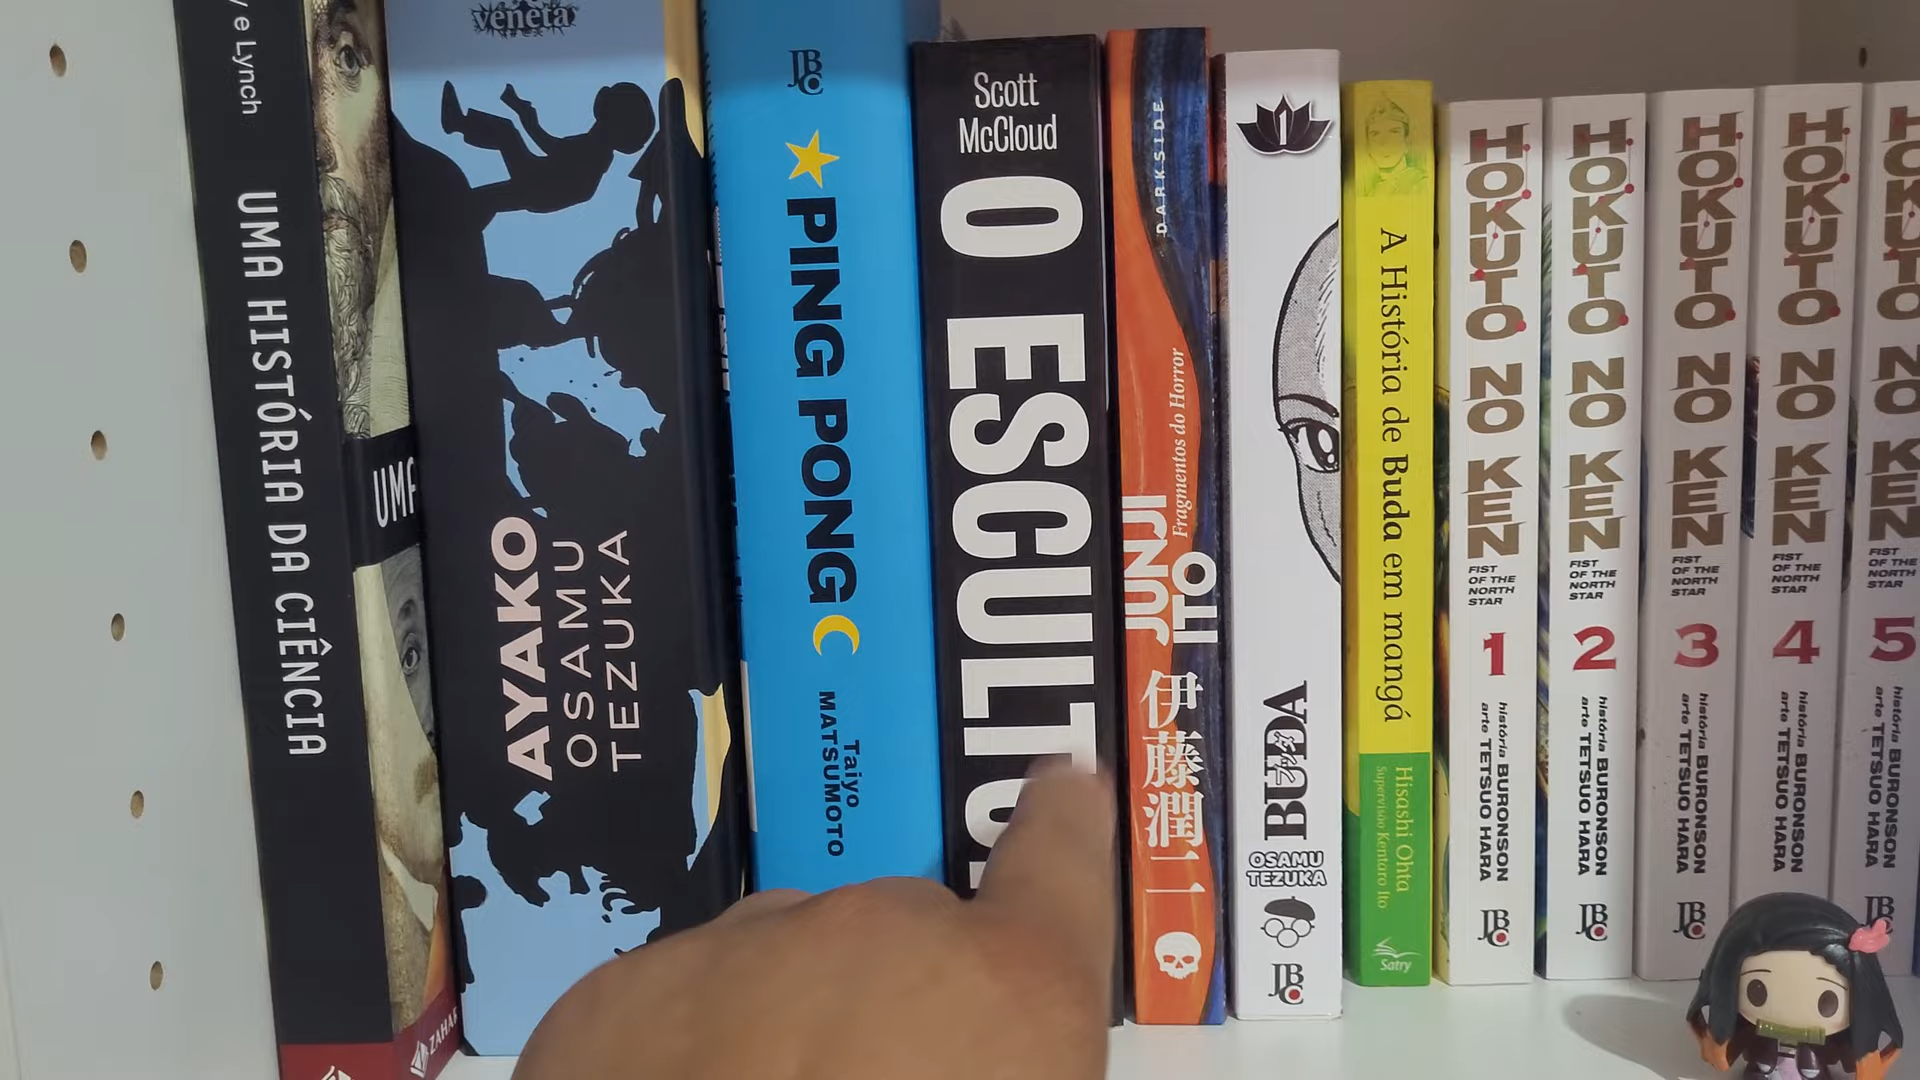 y e Lynch
UMA HISTÓRIA DA CIÊNCIA
UMA
ZAHAR
veneta
AYAKO
OSAMU
TEZUKA
JBC
PING PONG
Taiyo
MATSUMOTO
Scott
McCloud
O ESCULTO
DARKSIDE
Fragmentos do Horror
JUNJI
ITO
伊藤潤二
1
BUDA
OSAMU
TEZUKA
JBC
A História de Buda em mangá
Hisashi Ohta
Supervisão Kentaro Ito
Satry
HOKUTO NO KEN
FIST
OF THE
NORTH
STAR
1
história BURONSON
arte TETSUO HARA
JBC
HOKUTO NO KEN
FIST
OF THE
NORTH
STAR
2
história BURONSON
arte TETSUO HARA
JBC
HOKUTO NO KEN
FIST
OF THE
NORTH
STAR
3
história BURONSON
arte TETSUO HARA
JBC
HOKUTO NO KEN
FIST
OF THE
NORTH
STAR
4
história BURONSON
arte TETSUO HARA
HOKUTO NO KEN
FIST
OF THE
NORTH
STAR
5
história BURONSON
arte TETSUO HARA
JBC